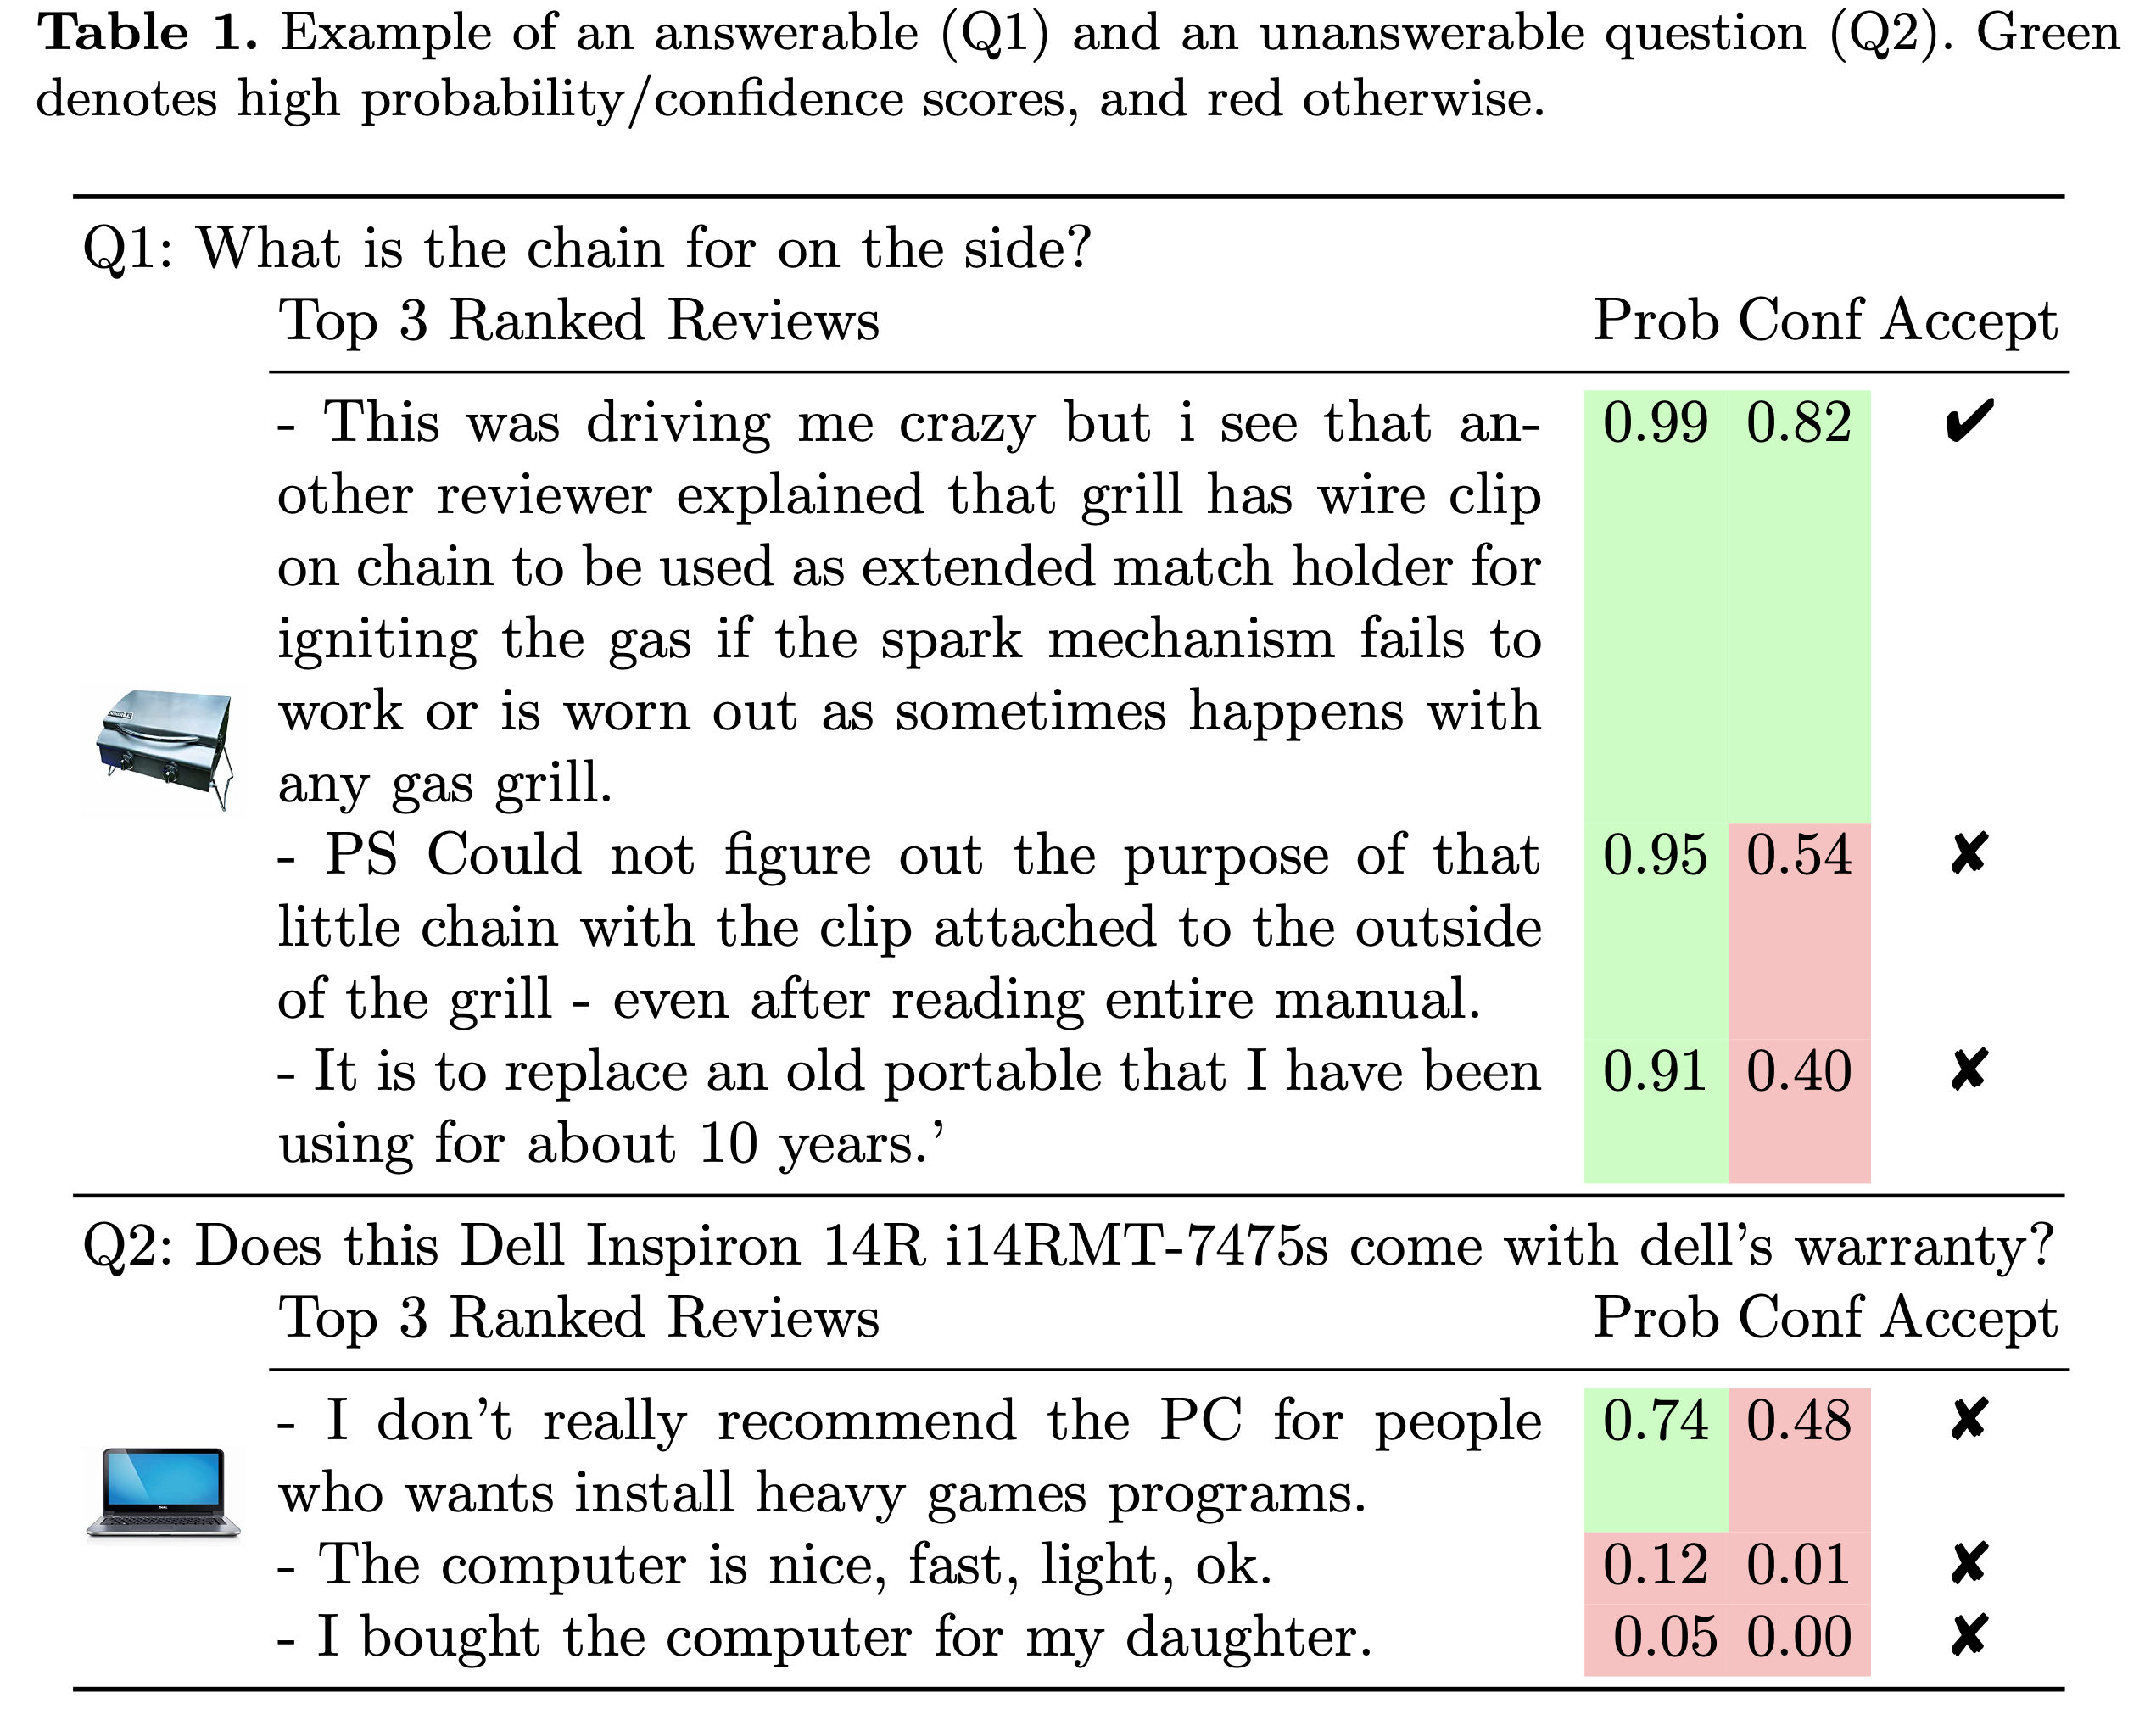 Table 1. Example of an answerable (Q1) and an unanswerable question (Q2). Green
denotes high probability/confidence scores, and red otherwise.
Q1: What is the chain for on the side?
Top 3 Ranked Reviews Prob Conf Accept
- This was driving me crazy but i see that an- 0.99 0.82 ✔
other reviewer explained that grill has wire clip
on chain to be used as extended match holder for
igniting the gas if the spark mechanism fails to
work or is worn out as sometimes happens with
any gas grill.
- PS Could not figure out the purpose of that 0.95 0.54 ✘
little chain with the clip attached to the outside
of the grill - even after reading entire manual.
- It is to replace an old portable that I have been 0.91 0.40 ✘
using for about 10 years.’
Q2: Does this Dell Inspiron 14R i14RMT-7475s come with dell’s warranty?
Top 3 Ranked Reviews Prob Conf Accept
- I don’t really recommend the PC for people 0.74 0.48 ✘
who wants install heavy games programs.
- The computer is nice, fast, light, ok. 0.12 0.01 ✘
- I bought the computer for my daughter. 0.05 0.00 ✘